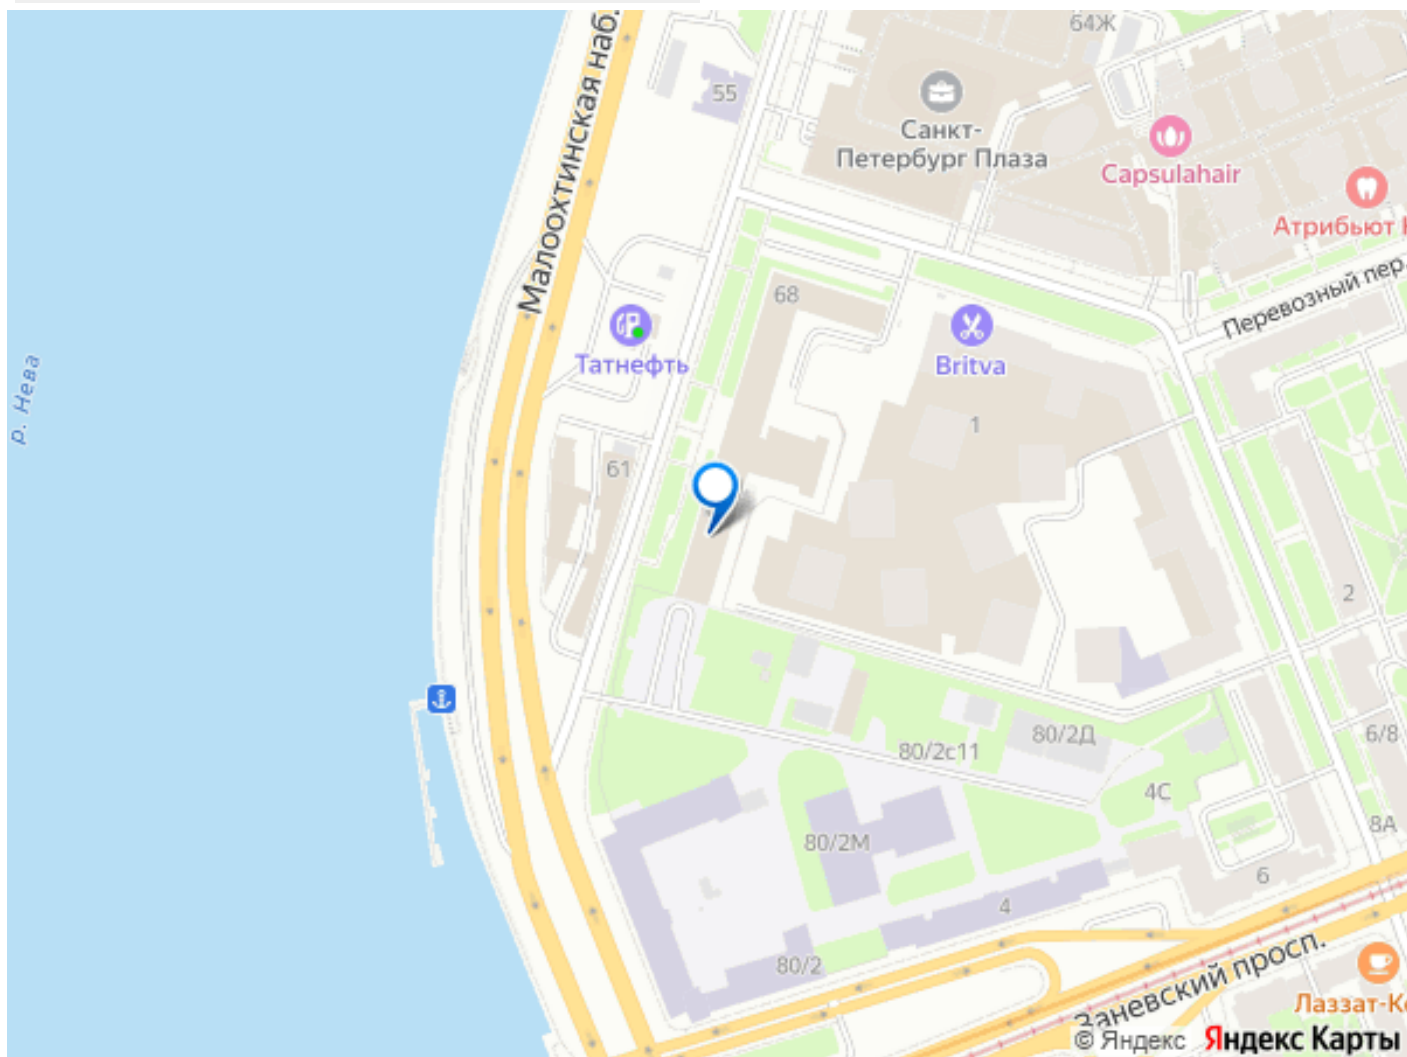 64Ж
Малоохтинская наб.
55
Санкт-
Петербург Плаза
Capsulahair
Атрибьют
Перевозный пер.
68
Татнефть
Britva
р. Нева
1
61
2
80/2с11
80/2Д
6/8
4С
8А
80/2М
6
4
80/2
Заневский просп.
Лаззат-К
© Яндекс Яндекс Карты